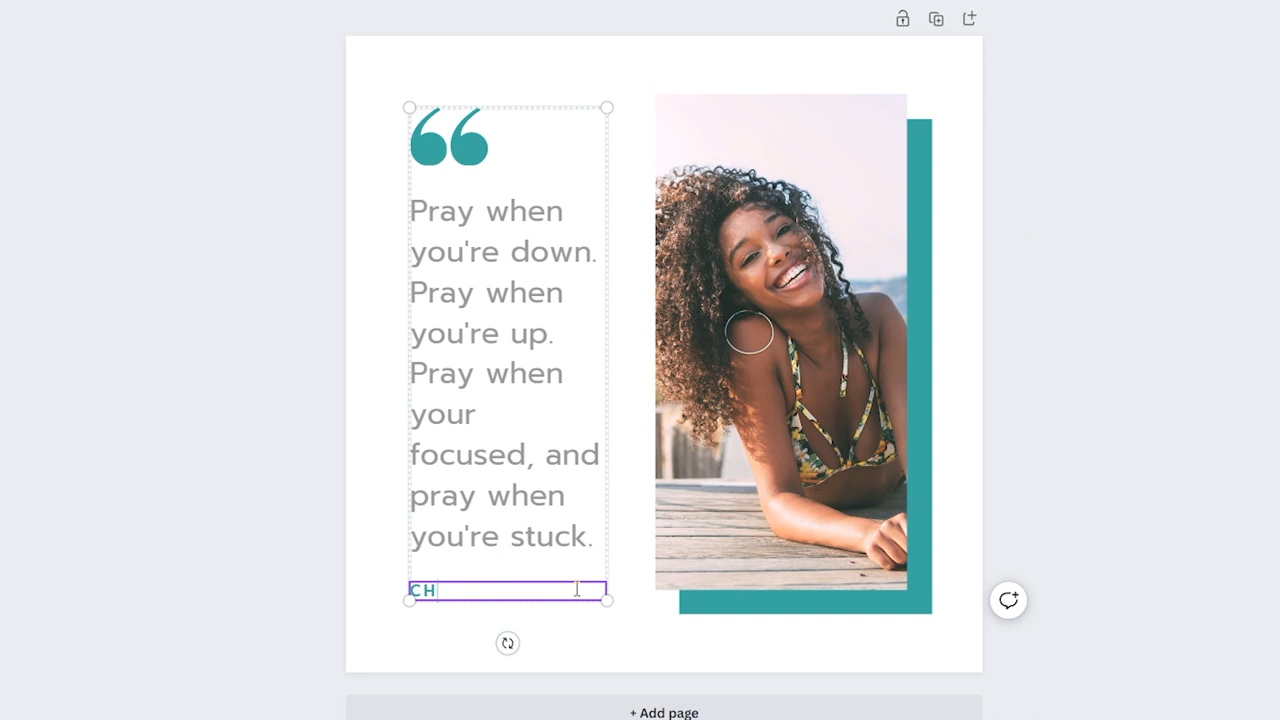 “
Pray when
you're down.
Pray when
you're up.
Pray when
your
focused, and
pray when
you're stuck.
CH
+ Add page